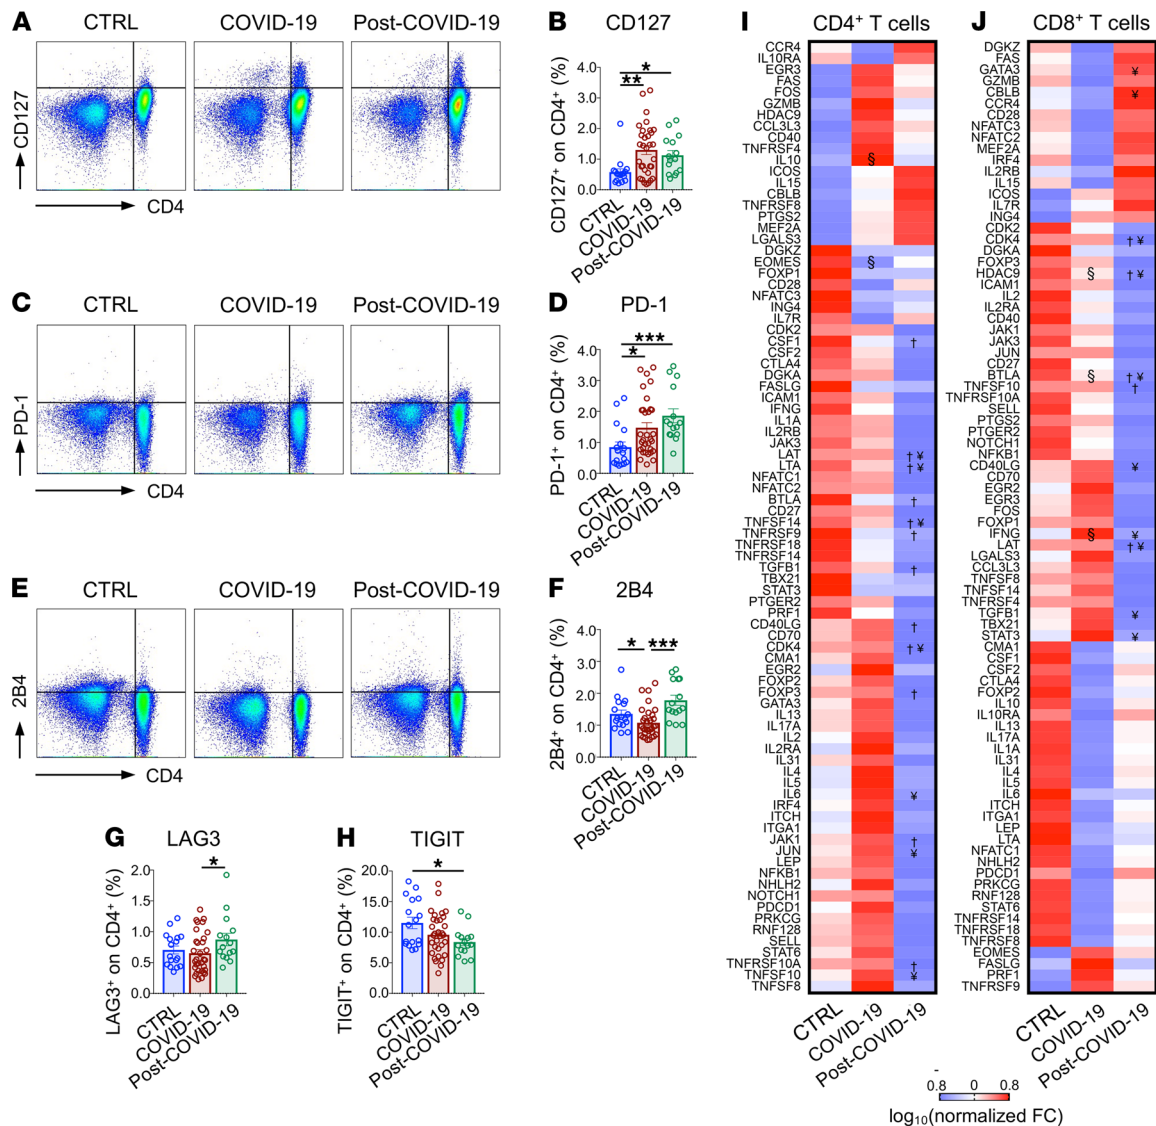 A
CTRL
COVID-19
Post-COVID-19
CD127
CD4
B
CD127
CD127⁺ on CD4⁺ (%)
4.0
3.0
2.0
1.0
0.0
*
**
CTRL
COVID-19
Post-COVID-19
C
CTRL
COVID-19
Post-COVID-19
PD-1
CD4
D
PD-1
PD-1⁺ on CD4⁺ (%)
4.0
3.0
2.0
1.0
0.0
***
*
CTRL
COVID-19
Post-COVID-19
E
CTRL
COVID-19
Post-COVID-19
2B4
CD4
F
2B4
2B4⁺ on CD4⁺ (%)
4.0
3.0
2.0
1.0
0.0
* ***
CTRL
COVID-19
Post-COVID-19
G
LAG3
LAG3⁺ on CD4⁺ (%)
2.0
1.5
1.0
0.5
0.0
*
CTRL
COVID-19
Post-COVID-19
H
TIGIT
TIGIT⁺ on CD4⁺ (%)
20.0
15.0
10.0
5.0
0.0
*
CTRL
COVID-19
Post-COVID-19
I
CD4⁺ T cells
CCR4
IL10RA
EGR3
FAS
FOS
GZMB
HDAC9
CCL3L3
CD40
TNFRSF4
IL10 §
ICOS
IL15
CBLB
TNFRSF8
PTGS2
MEF2A
LGALS3
DGKZ
EOMES §
FOXP1
CD28
NFATC3
ING4
IL7R
CDK2
CSF1 †
CSF2
CTLA4
DGKA
FASLG
ICAM1
IFNG
IL1A
IL2RB
JAK3
LAT † ¥
LTA † ¥
NFATC1
NFATC2
BTLA †
CD27
TNFSF14 † ¥
TNFRSF9 †
TNFRSF18
TNFRSF14
TGFB1 †
TBX21
STAT3
PTGER2
PRF1
CD40LG †
CD70
CDK4 † ¥
CMA1
EGR2
FOXP2
FOXP3 †
GATA3
IL13
IL17A
IL2
IL2RA
IL31
IL4
IL5
IL6 ¥
IRF4
ITCH
ITGA1
JAK1 †
JUN ¥
LEP
NFKB1
NHLH2
NOTCH1
PDCD1
PRKCG
RNF128
SELL
STAT6
TNFRSF10A †
TNFSF10 ¥
TNFSF8
CTRL
COVID-19
Post-COVID-19
J
CD8⁺ T cells
DGKZ
FAS
GATA3 ¥
GZMB
CBLB ¥
CCR4
CD28
NFATC3
NFATC2
MEF2A
IRF4
IL2RB
IL15
ICOS
IL7R
ING4
CDK2
CDK4 † ¥
DGKA
FOXP3
HDAC9 § † ¥
ICAM1
IL2
IL2RA
CD40
JAK1
JAK3
JUN
CD27
BTLA § † ¥
TNFSF10 †
TNFRSF10A
SELL
PTGS2
PTGER2
NOTCH1
NFKB1
CD40LG ¥
CD70
EGR2
EGR3
FOS
FOXP1
IFNG § ¥
LAT † ¥
LGALS3
CCL3L3
TNFSF8
TNFSF14
TNFRSF4
TGFB1 ¥
TBX21
STAT3 ¥
CMA1
CSF1
CSF2
CTLA4
FOXP2
IL10
IL10RA
IL13
IL17A
IL1A
IL31
IL4
IL5
IL6
ITCH
ITGA1
LEP
LTA
NFATC1
NHLH2
PDCD1
PRKCG
RNF128
STAT6
TNFRSF14
TNFRSF18
TNFRSF8
EOMES
FASLG
PRF1
TNFRSF9
CTRL
COVID-19
Post-COVID-19
-
0.8 0 0.8
log₁₀(normalized FC)